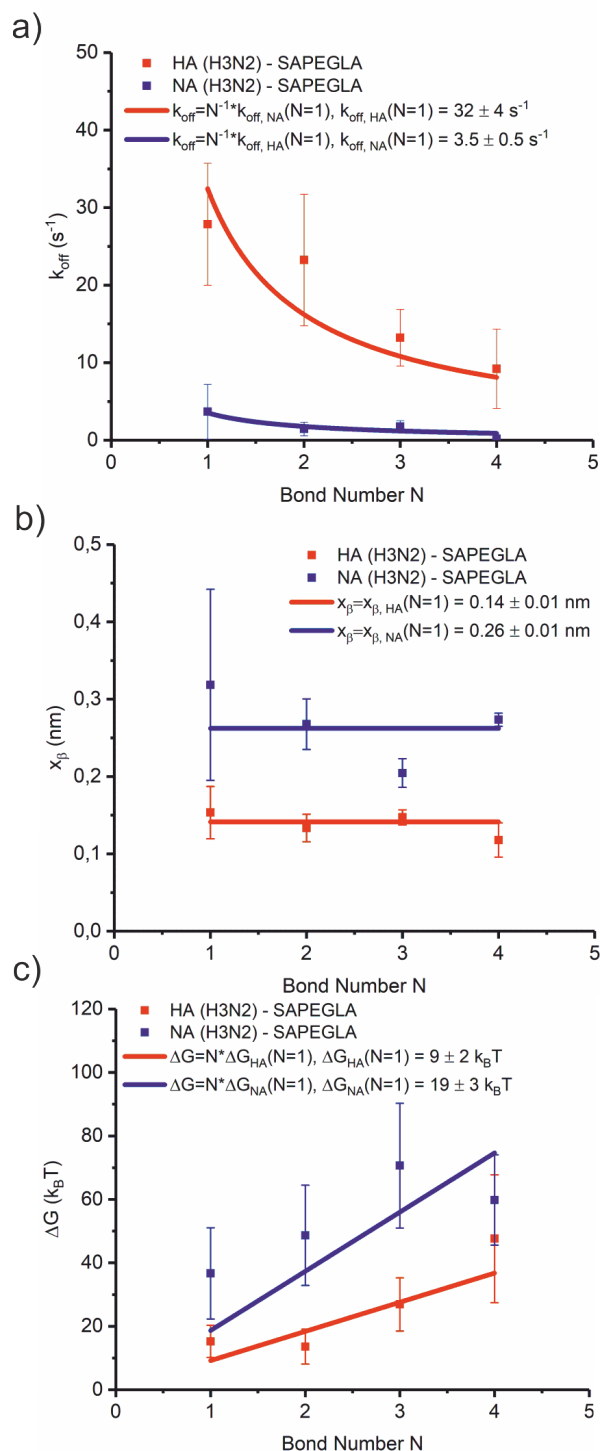 a)
HA (H3N2) - SAPEGLA
NA (H3N2) - SAPEGLA
k_off=N^-1*k_off, NA(N=1), k_off, HA(N=1) = 32 ± 4 s^-1
k_off=N^-1*k_off, HA(N=1), k_off, NA(N=1) = 3.5 ± 0.5 s^-1
k_off (s^-1)
50
40
30
20
10
0
0 1 2 3 4 5
Bond Number N
b)
HA (H3N2) - SAPEGLA
NA (H3N2) - SAPEGLA
x_β=x_β, HA(N=1) = 0.14 ± 0.01 nm
x_β=x_β, NA(N=1) = 0.26 ± 0.01 nm
x_β (nm)
0,5
0,4
0,3
0,2
0,1
0,0
0 1 2 3 4 5
Bond Number N
c)
HA (H3N2) - SAPEGLA
NA (H3N2) - SAPEGLA
ΔG=N*ΔG_HA(N=1), ΔG_HA(N=1) = 9 ± 2 k_BT
ΔG=N*ΔG_NA(N=1), ΔG_NA(N=1) = 19 ± 3 k_BT
ΔG (k_BT)
120
100
80
60
40
20
0
0 1 2 3 4 5
Bond Number N